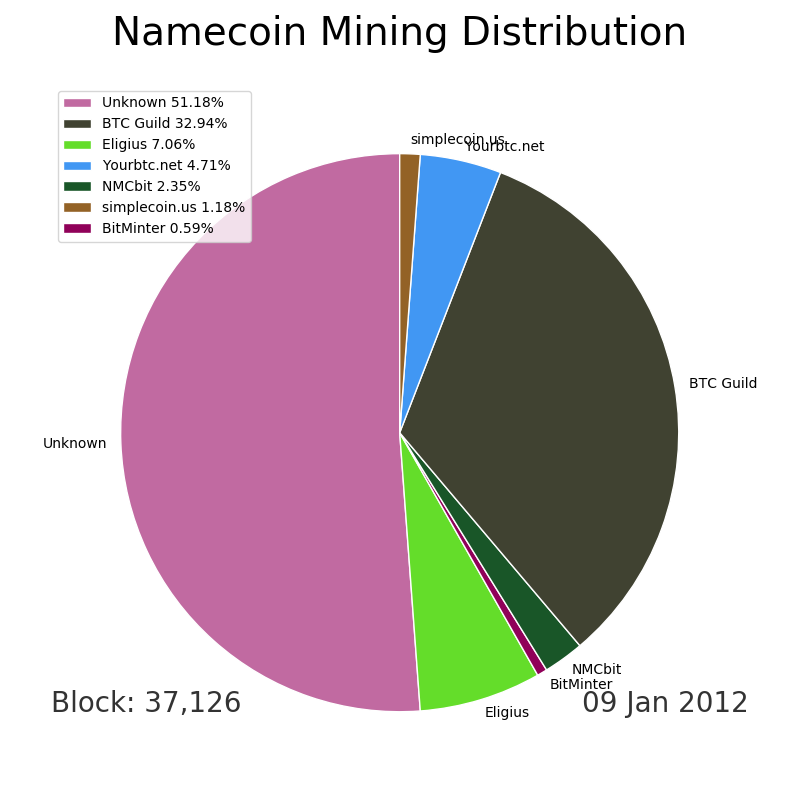 Namecoin Mining Distribution
Unknown 51.18%
BTC Guild 32.94%
Eligius 7.06%
Yourbtc.net 4.71%
NMCbit 2.35%
simplecoin.us 1.18%
BitMinter 0.59%
simplecoin.us
Yourbtc.net
BTC Guild
Unknown
NMCbit
BitMinter
Eligius
Block: 37,126
09 Jan 2012